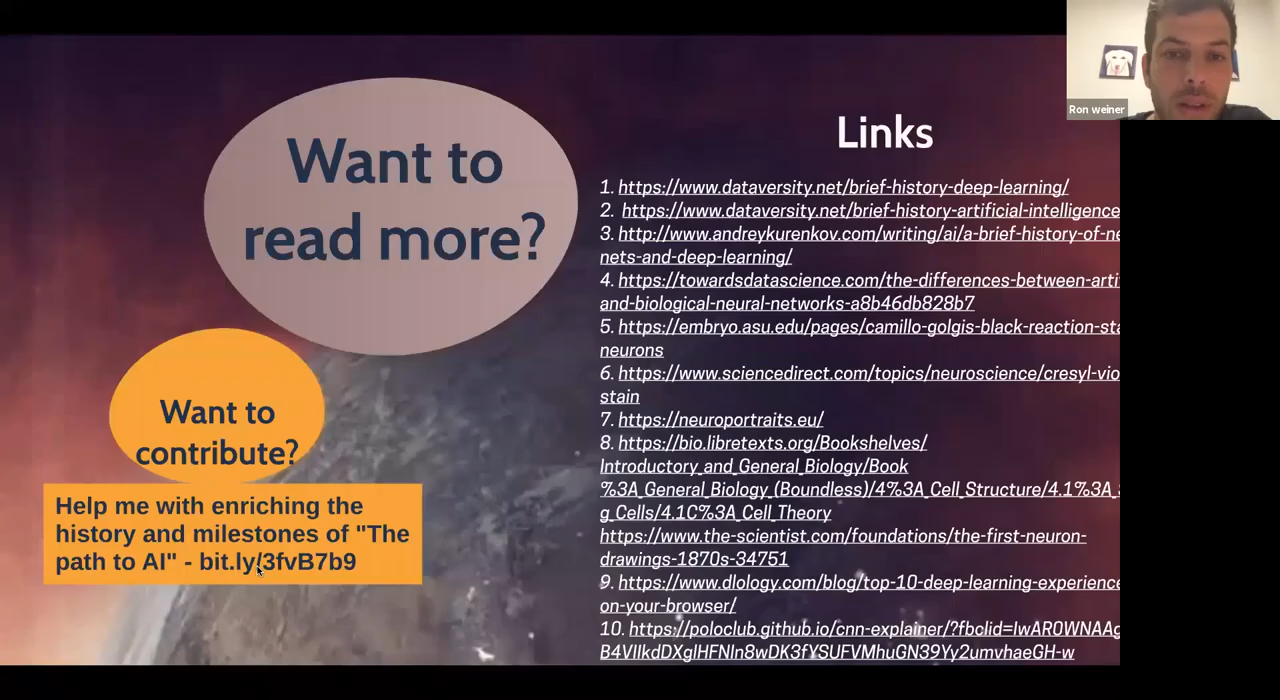 Want to
read more?
Want to
contribute?
Help me with enriching the
history and milestones of "The
path to AI" - bit.ly/3fvB7b9
Links
1. https://www.dataversity.net/brief-history-deep-learning/
2. https://www.dataversity.net/brief-history-artificial-intelligence
3. http://www.andreykurenkov.com/writing/ai/a-brief-history-of-ne
nets-and-deep-learning/
4. https://towardsdatascience.com/the-differences-between-arti
and-biological-neural-networks-a8b46db828b7
5. https://embryo.asu.edu/pages/camillo-golgis-black-reaction-sta
neurons
6. https://www.sciencedirect.com/topics/neuroscience/cresyl-vio
stain
7. https://neuroportraits.eu/
8. https://bio.libretexts.org/Bookshelves/
Introductory_and_General_Biology/Book
%3A_General_Biology_(Boundless)/4%3A_Cell_Structure/4.1%3A_
g_Cells/4.1C%3A_Cell_Theory
https://www.the-scientist.com/foundations/the-first-neuron-
drawings-1870s-34751
9. https://www.dlology.com/blog/top-10-deep-learning-experience
on-your-browser/
10. https://poloclub.github.io/cnn-explainer/?fbclid=IwAR0WNAAg
Ron weiner